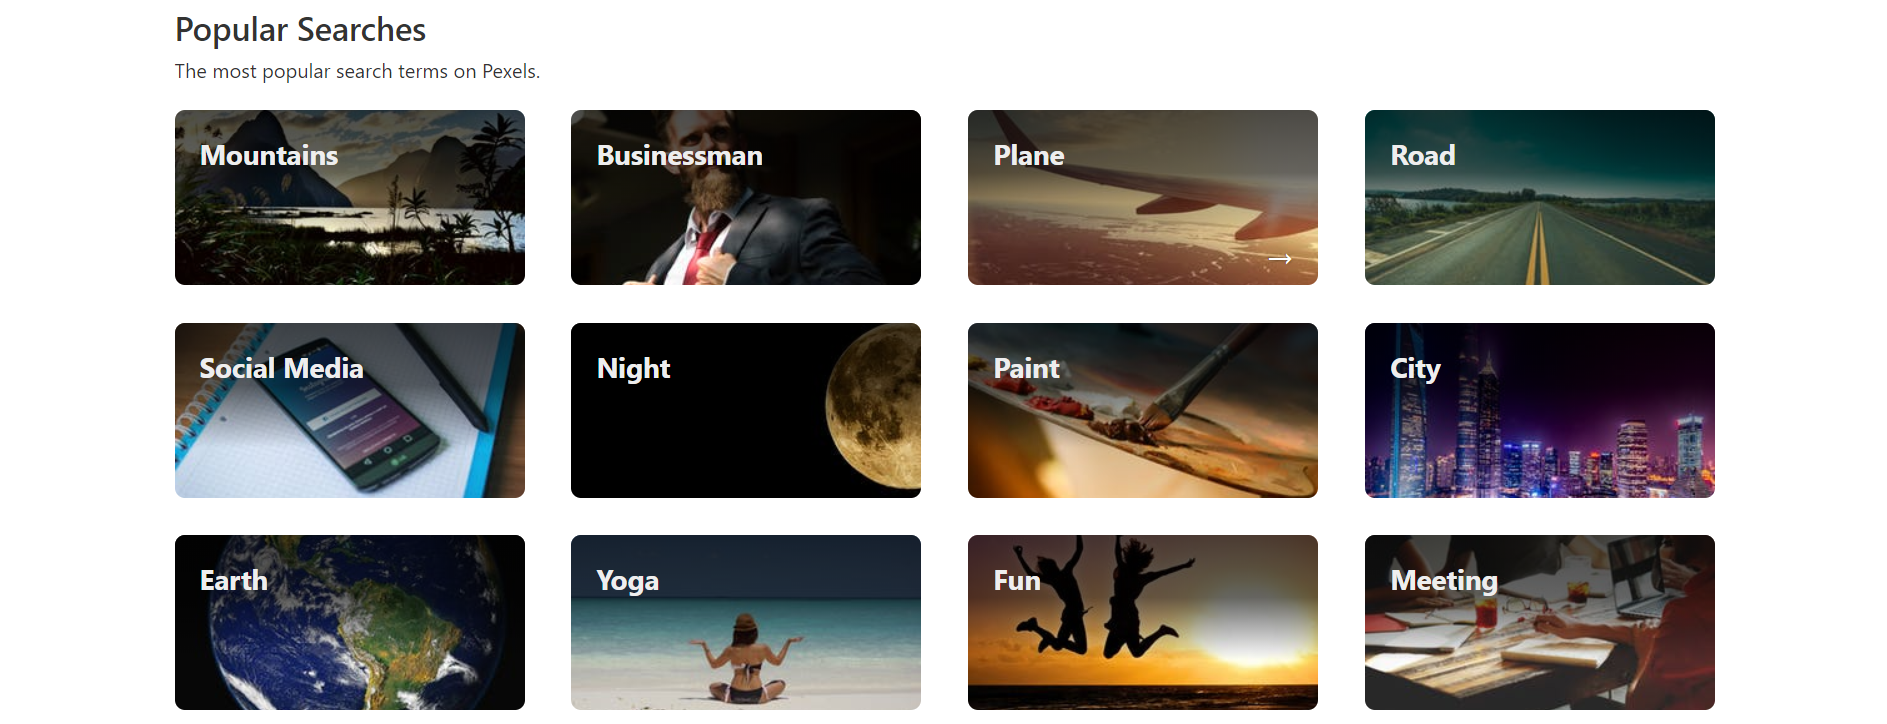 Popular Searches
The most popular search terms on Pexels.
Mountains
Businessman
Plane
Road
→
Social Media
Night
Paint
City
Earth
Yoga
Fun
Meeting